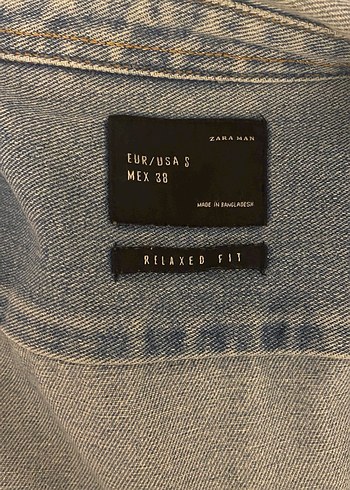 ZARA MAN
EUR/USA S
MEX 38
MADE IN BANGLADESH
RELAXED FIT